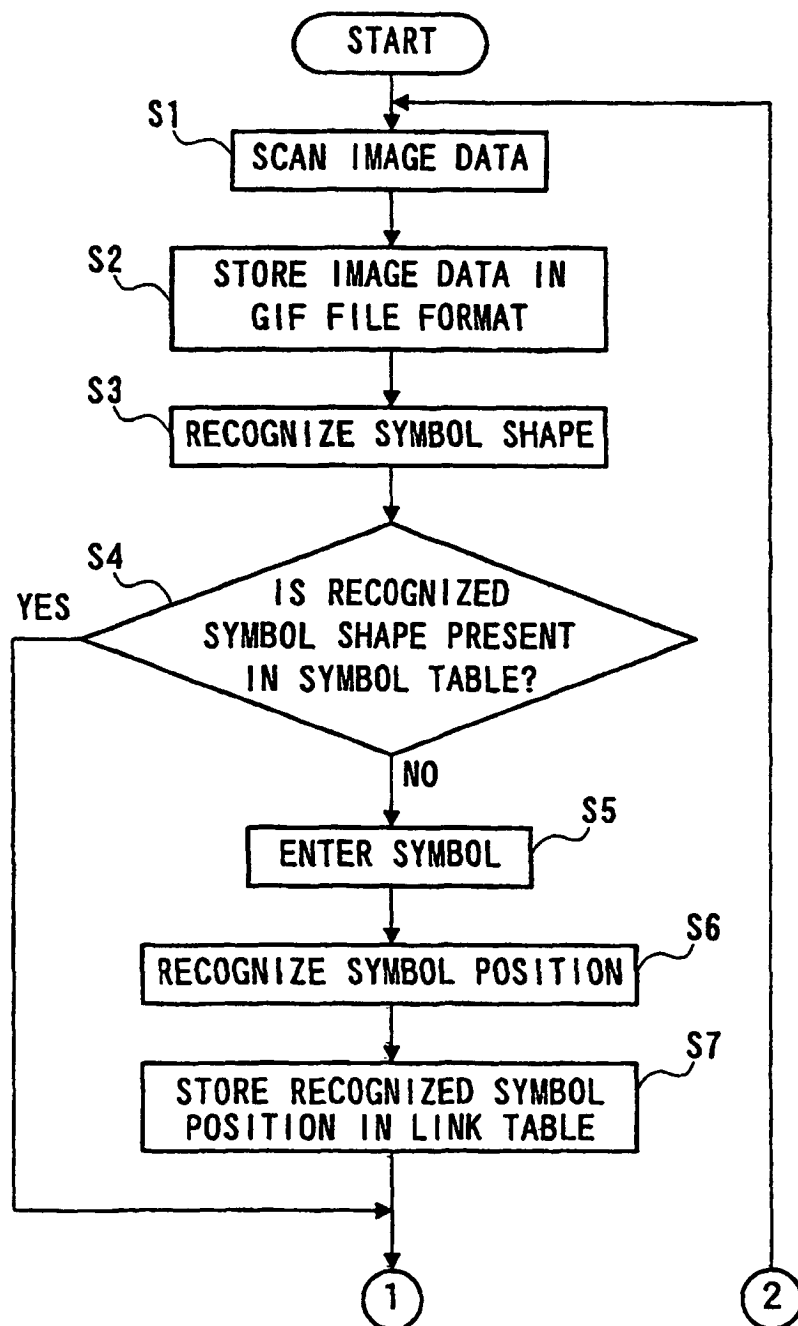 START
S1
SCAN IMAGE DATA
S2
STORE IMAGE DATA IN
GIF FILE FORMAT
S3
RECOGNIZE SYMBOL SHAPE
S4
YES
IS RECOGNIZED
SYMBOL SHAPE PRESENT
IN SYMBOL TABLE?
NO
S5
ENTER SYMBOL
S6
RECOGNIZE SYMBOL POSITION
S7
STORE RECOGNIZED SYMBOL
POSITION IN LINK TABLE
1
2